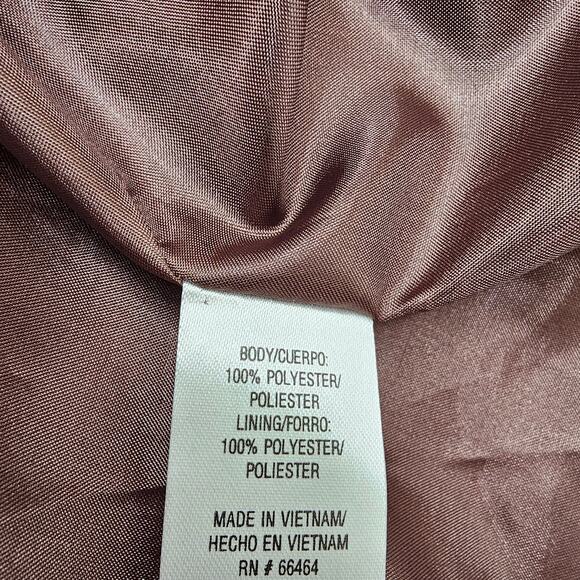 BODY/CUERPO:
100% POLYESTER/
POLIESTER
LINING/FORRO:
100% POLYESTER/
POLIESTER
MADE IN VIETNAM/
HECHO EN VIETNAM
RN # 66464